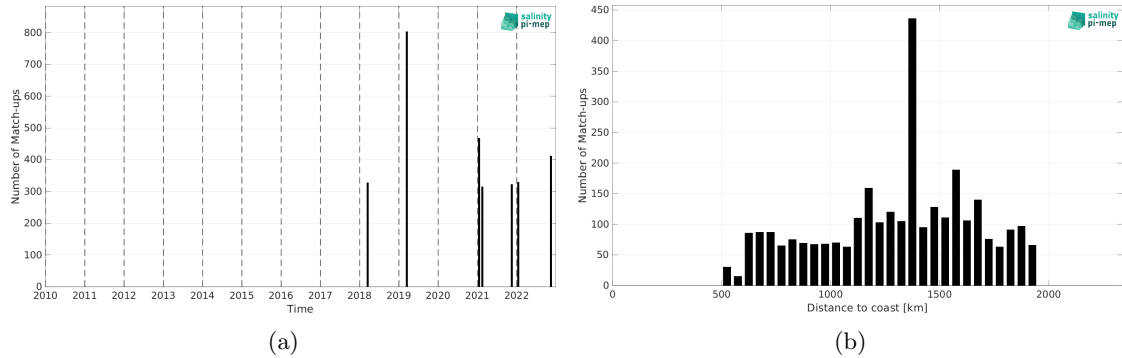 salinity
pi-mep
800
700
600
500
400
300
200
100
0
Number of Match-ups
2010 2011 2012 2013 2014 2015 2016 2017 2018 2019 2020 2021 2022
Time
(a)
salinity
pi-mep
450
400
350
300
250
200
150
100
50
0
Number of Match-ups
0 500 1000 1500 2000
Distance to coast [km]
(b)